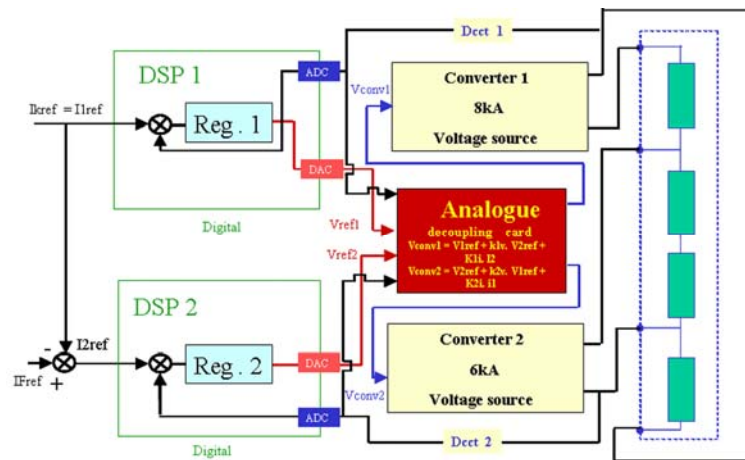 Dcct 1
DSP 1
ADC
Ikref = I1ref
Reg. 1
Converter 1
8kA
Voltage source
Vconv1
DAC
Digital
Vref1
Analogue
decoupling card
Vconv1 = V1ref + k1v. V2ref +
K1i. I2
Vconv2 = V2ref + k2v. V1ref +
K2i. i1
Vref2
DSP 2
-
I2ref
IFref
+
Reg. 2
DAC
Converter 2
6kA
Voltage source
Vconv2
ADC
Digital
Dcct 2